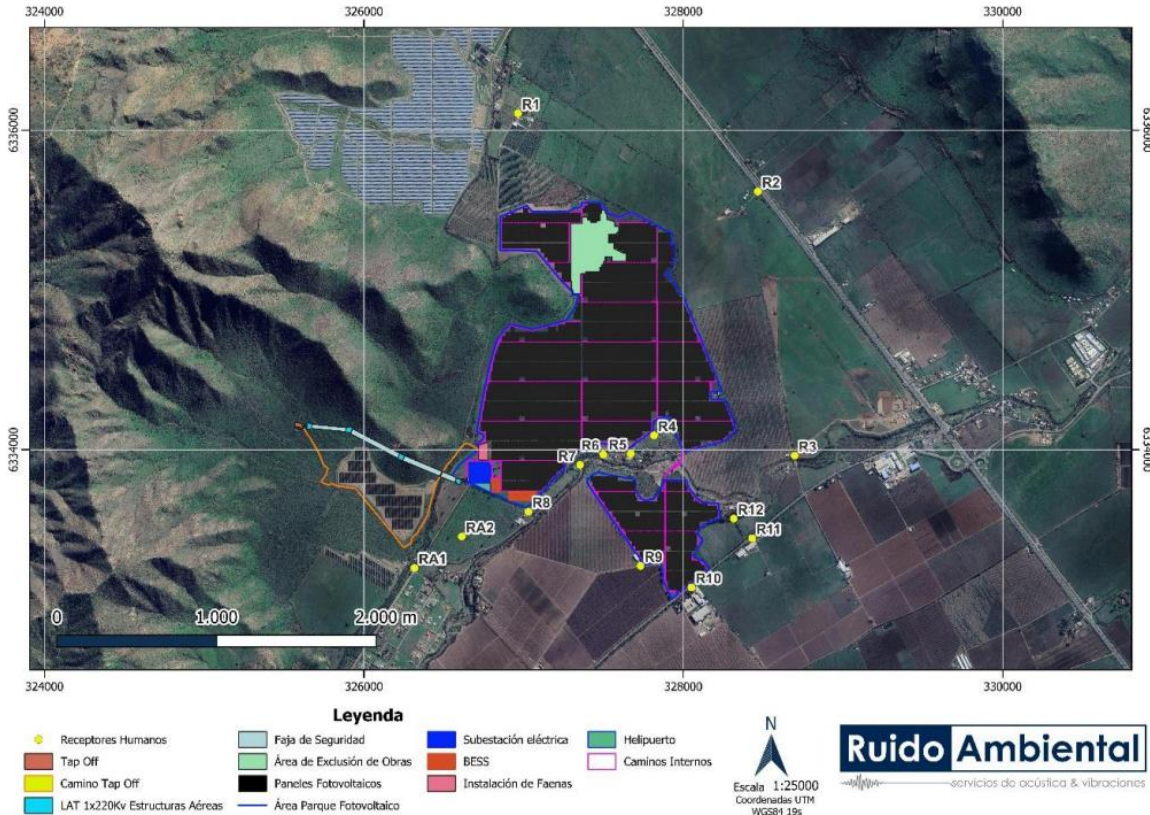 324000 326000 328000 330000
R1
6336000 6336000
R2
R4
R6 R5
6334000 6334000
R7 R3
R8
R12
RA2 R11
RA1 R9
R10
0 1.000 2.000 m
324000 326000 328000 330000
Leyenda
Receptores Humanos
Tap Off
Camino Tap Off
LAT 1x220Kv Estructuras Aéreas
Faja de Seguridad
Área de Exclusión de Obras
Paneles Fotovoltaicos
Área Parque Fotovoltaico
Subestación eléctrica
BESS
Instalación de Faenas
Helipuerto
Caminos Internos
N
Escala 1:25000
Coordenadas UTM
WGS84 19s
Ruido Ambiental
servicios de acústica & vibraciones